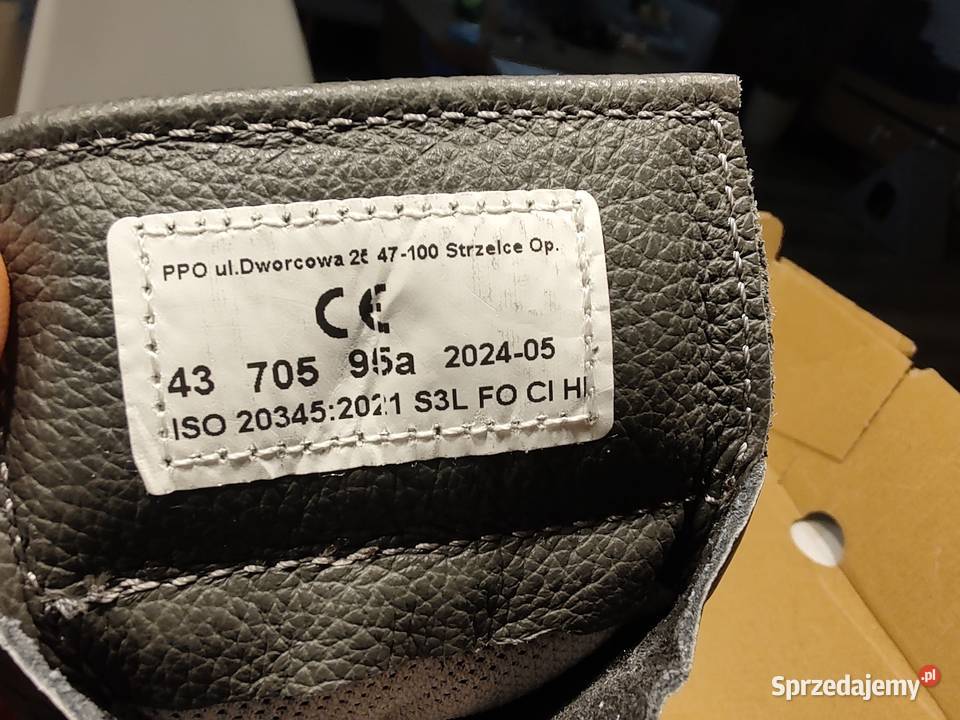 PPO ul.Dworcowa 47-100 Strzelce Op.
CE
43 705 95a 2024-05
ISO 20345:2021 S3L FO CI HI
Sprzedajemy.pl